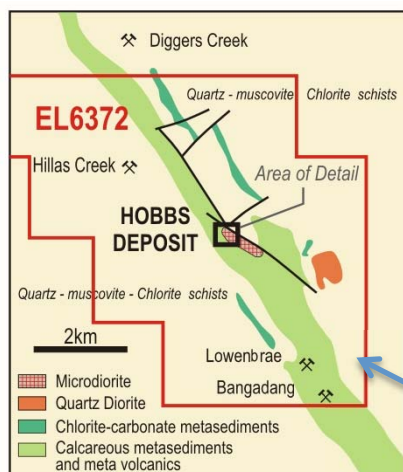 Diggers Creek
Quartz - muscovite Chlorite schists
EL6372
Area of Detail
Hillas Creek
HOBBS
DEPOSIT
Quartz - muscovite - Chlorite schists
2km
Lowenbrae
Bangadang
Microdiorite
Quartz Diorite
Chlorite-carbonate metasediments
Calcareous metasediments
and meta volcanics